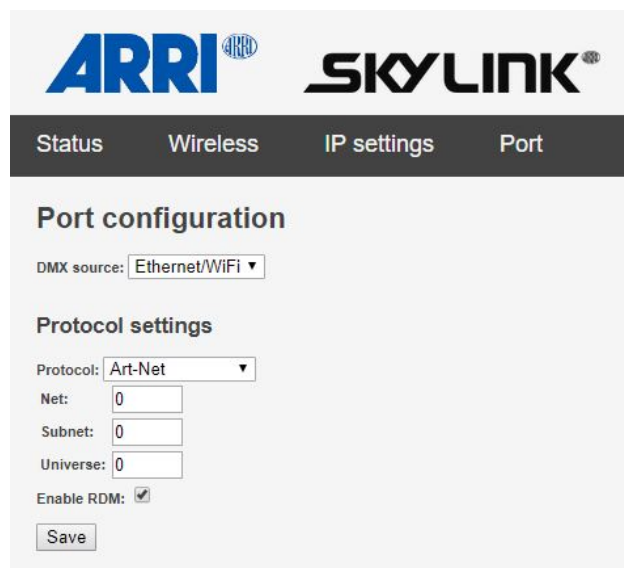 ARRI® ARRI SKYLINK®
Status Wireless IP settings Port
Port configuration
DMX source: Ethernet/WiFi ▼
Protocol settings
Protocol: Art-Net ▼
Net: 0
Subnet: 0
Universe: 0
Enable RDM:
Save